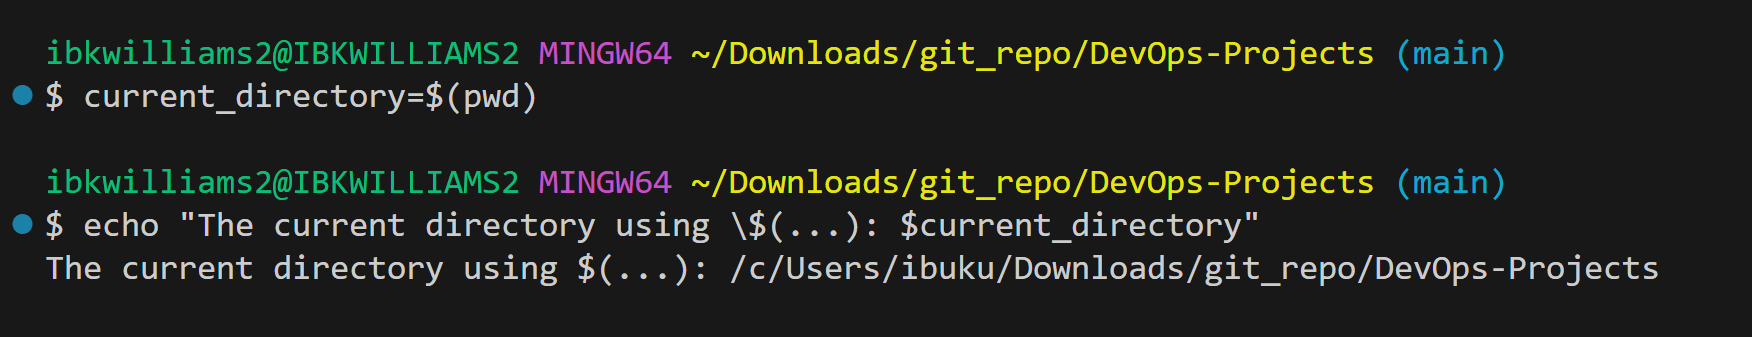 ibkwilliams2@IBKWILLIAMS2 MINGW64 ~/Downloads/git_repo/DevOps-Projects (main)
$ current_directory=$(pwd)
ibkwilliams2@IBKWILLIAMS2 MINGW64 ~/Downloads/git_repo/DevOps-Projects (main)
$ echo "The current directory using \$(...): $current_directory"
The current directory using $(...): /c/Users/ibuku/Downloads/git_repo/DevOps-Projects